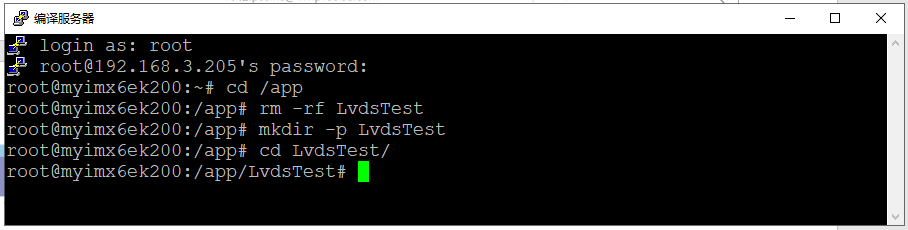 编译服务器
login as: root
root@192.168.3.205's password:
root@myimx6ek200:~# cd /app
root@myimx6ek200:/app# rm -rf LvdsTest
root@myimx6ek200:/app# mkdir -p LvdsTest
root@myimx6ek200:/app# cd LvdsTest/
root@myimx6ek200:/app/LvdsTest#